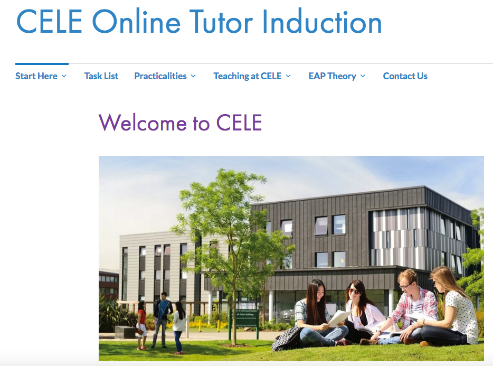 CELE Online Tutor Induction
Start Here Task List Practicalities Teaching at CELE EAP Theory Contact Us
Welcome to CELE